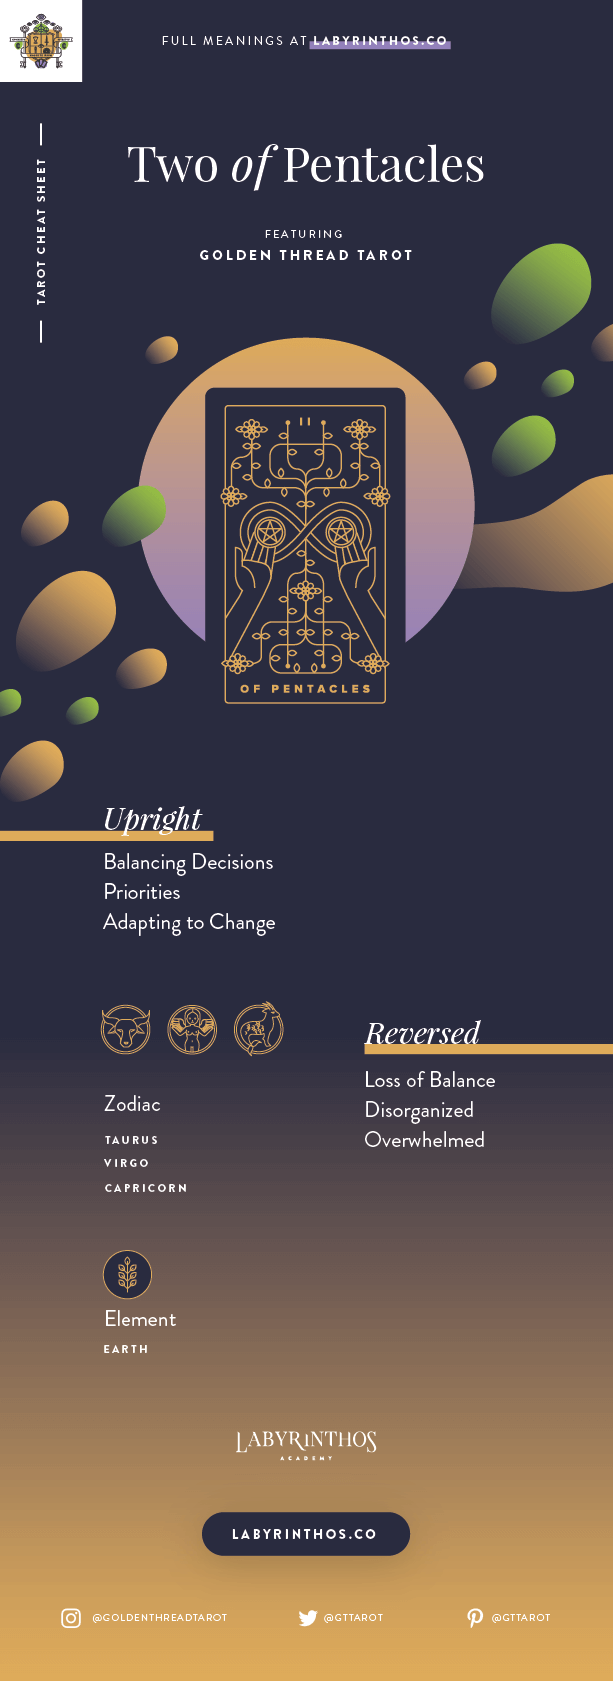 FULL MEANINGS AT LABYRINTHOS.CO
TAROT CHEAT SHEET
Two of Pentacles
FEATURING
GOLDEN THREAD TAROT
II
OF PENTACLES
Upright
Balancing Decisions
Priorities
Adapting to Change
Reversed
Loss of Balance
Disorganized
Overwhelmed
Zodiac
TAURUS
VIRGO
CAPRICORN
Element
EARTH
LABYRINTHOS
ACADEMY
LABYRINTHOS.CO
@GOLDENTHREADTAROT
@GTTAROT
@GTTAROT